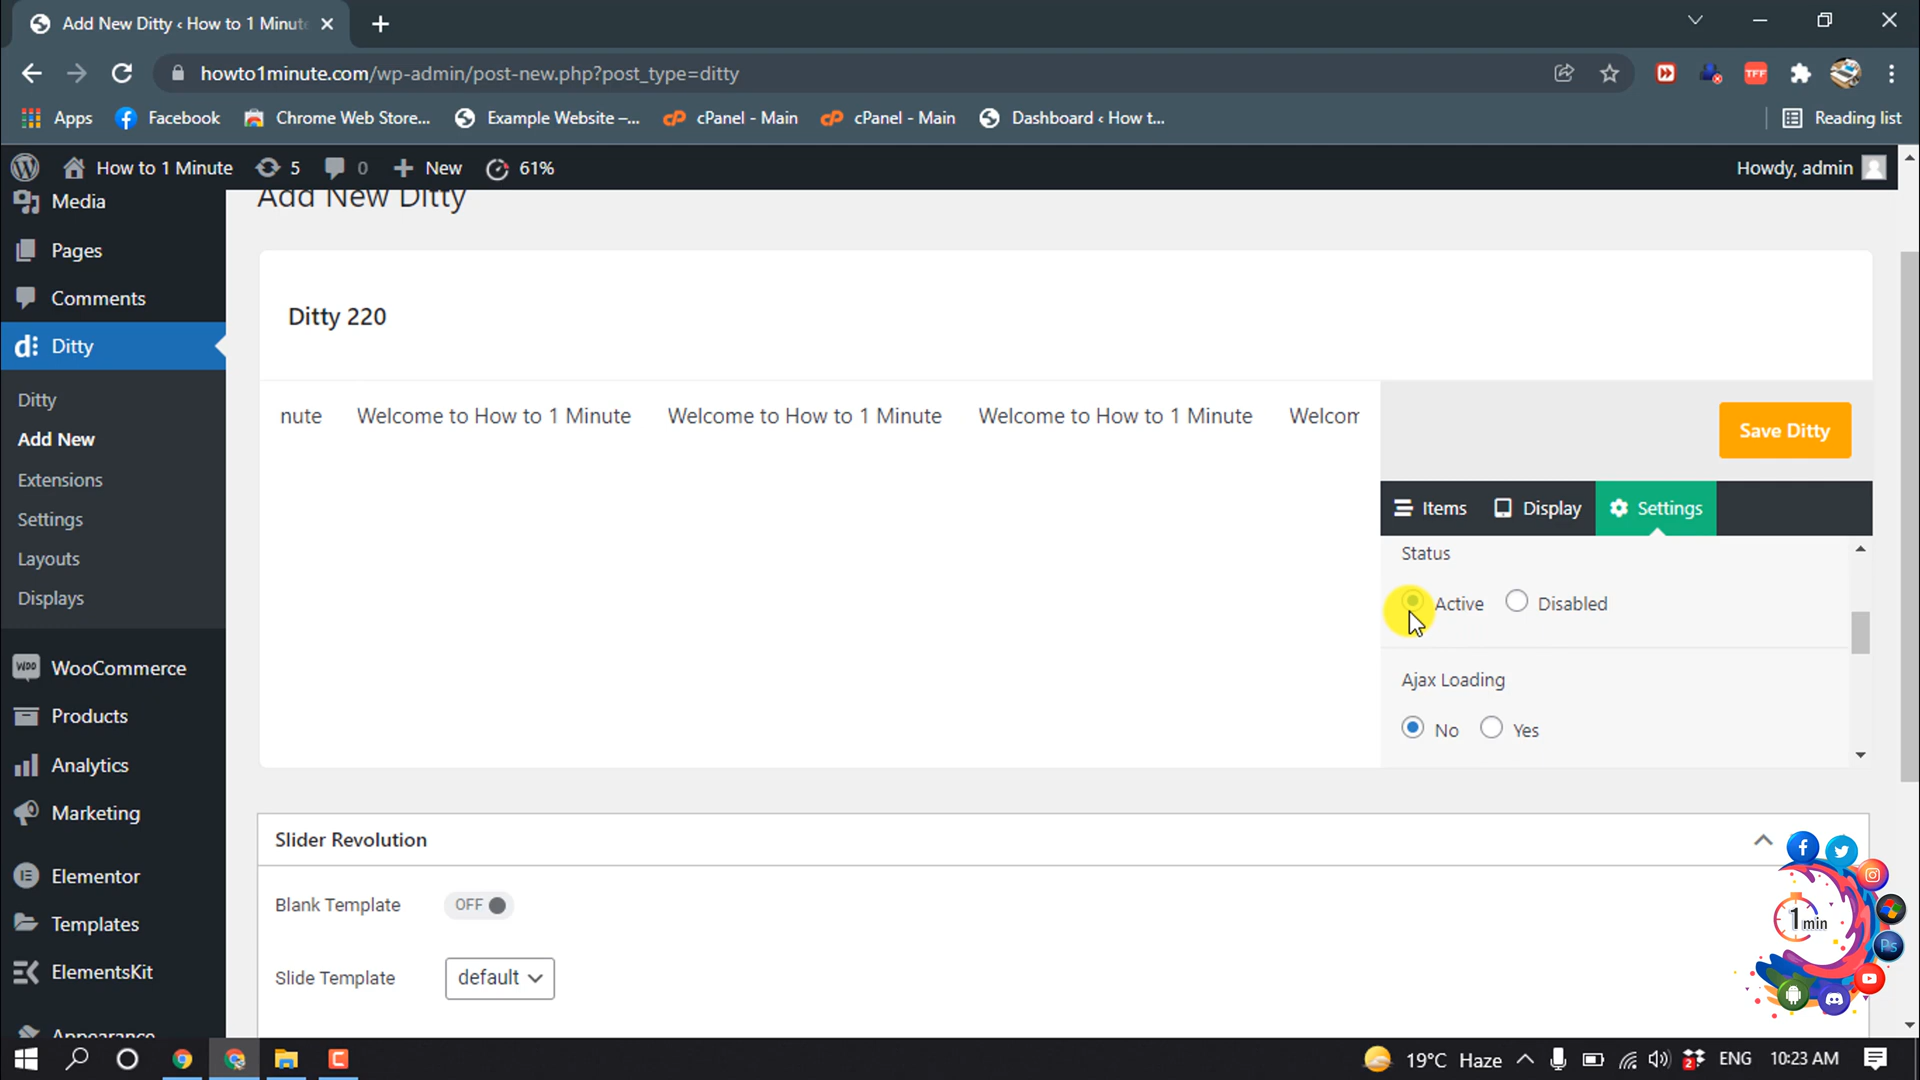 Add New Ditty ‹ How to 1 Minute
howto1minute.com/wp-admin/post-new.php?post_type=ditty
TFF
Apps
Facebook
Chrome Web Store...
Example Website –...
cPanel - Main
cPanel - Main
Dashboard ‹ How t...
Reading list
How to 1 Minute
5
0
New
61%
Howdy, admin
Media
Pages
Comments
Ditty
Ditty
Add New
Extensions
Settings
Layouts
Displays
WooCommerce
Products
Analytics
Marketing
Elementor
Templates
ElementsKit
Appearance
Add New Ditty
Ditty 220
nute Welcome to How to 1 Minute Welcome to How to 1 Minute Welcome to How to 1 Minute Welcom
Save Ditty
Items
Display
Settings
Status
Active
Disabled
Ajax Loading
No
Yes
Slider Revolution
Blank Template
OFF
Slide Template
default
1 min
Ps
19°C Haze
2
ENG
10:23 AM